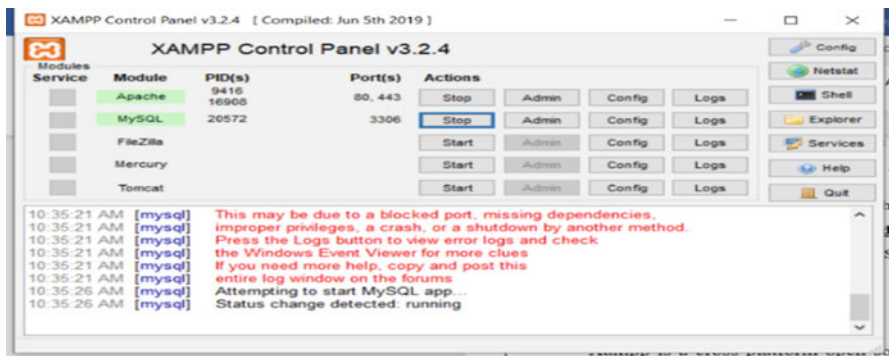 XAMPP Control Panel v3.2.4 [ Compiled: Jun 5th 2019 ]
XAMPP Control Panel v3.2.4
Config
Modules
Service Module PID(s) Port(s) Actions
Netstat
Apache 9416 16908 80, 443 Stop Admin Config Logs
Shell
MySQL 20572 3306 Stop Admin Config Logs
Explorer
FileZilla Start Admin Config Logs
Services
Mercury Start Admin Config Logs
Help
Tomcat Start Admin Config Logs
Quit
10:35:21 AM [mysql] This may be due to a blocked port, missing dependencies,
10:35:21 AM [mysql] improper privileges, a crash, or a shutdown by another method.
10:35:21 AM [mysql] Press the Logs button to view error logs and check
10:35:21 AM [mysql] the Windows Event Viewer for more clues
10:35:21 AM [mysql] If you need more help, copy and post this
10:35:21 AM [mysql] entire log window on the forums
10:35:26 AM [mysql] Attempting to start MySQL app...
10:35:26 AM [mysql] Status change detected: running